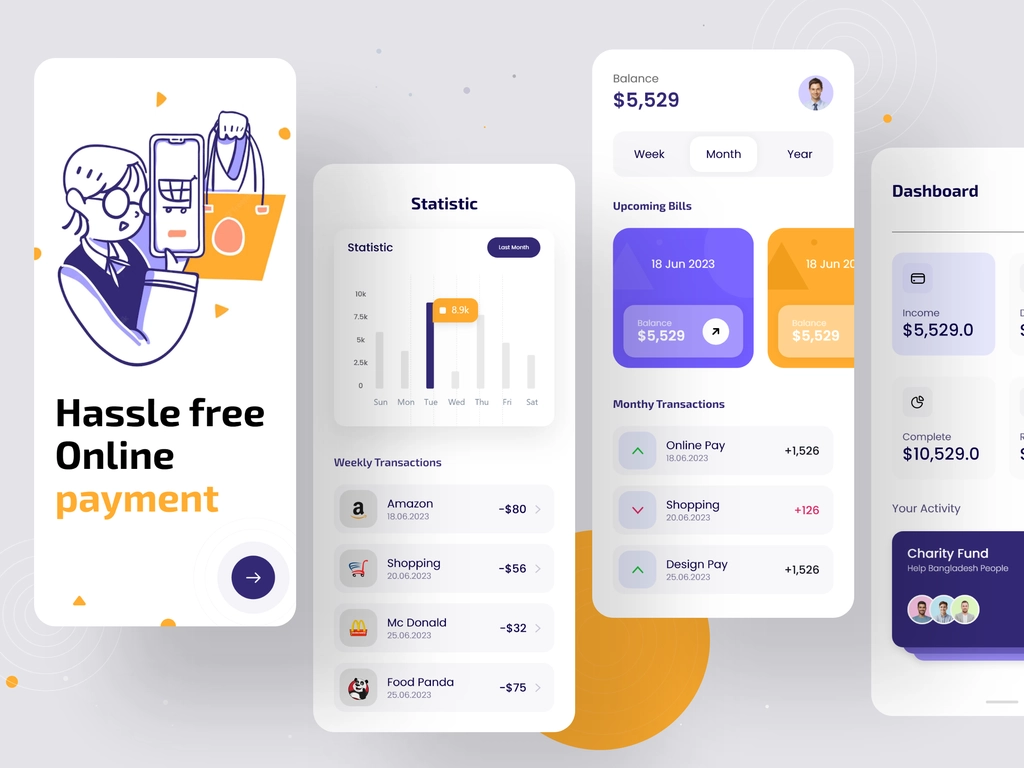 Hassle free
Online
payment
Statistic
Statistic
Last Month
10k
7.5k
5k
2.5k
0
8.9k
Sun Mon Tue Wed Thu Fri Sat
Weekly Transactions
a
Amazon
18.06.2023
-$80
Shopping
20.06.2023
-$56
Mc Donald
25.06.2023
-$32
Food Panda
25.06.2023
-$75
Balance
$5,529
Week Month Year
Upcoming Bills
18 Jun 2023
Balance
$5,529
18 Jun 20
Balance
$5,529
Monthy Transactions
Online Pay
18.06.2023
+1,526
Shopping
20.06.2023
+126
Design Pay
25.06.2023
+1,526
Dashboard
Income
$5,529.0
Complete
$10,529.0
Your Activity
Charity Fund
Help Bangladesh People